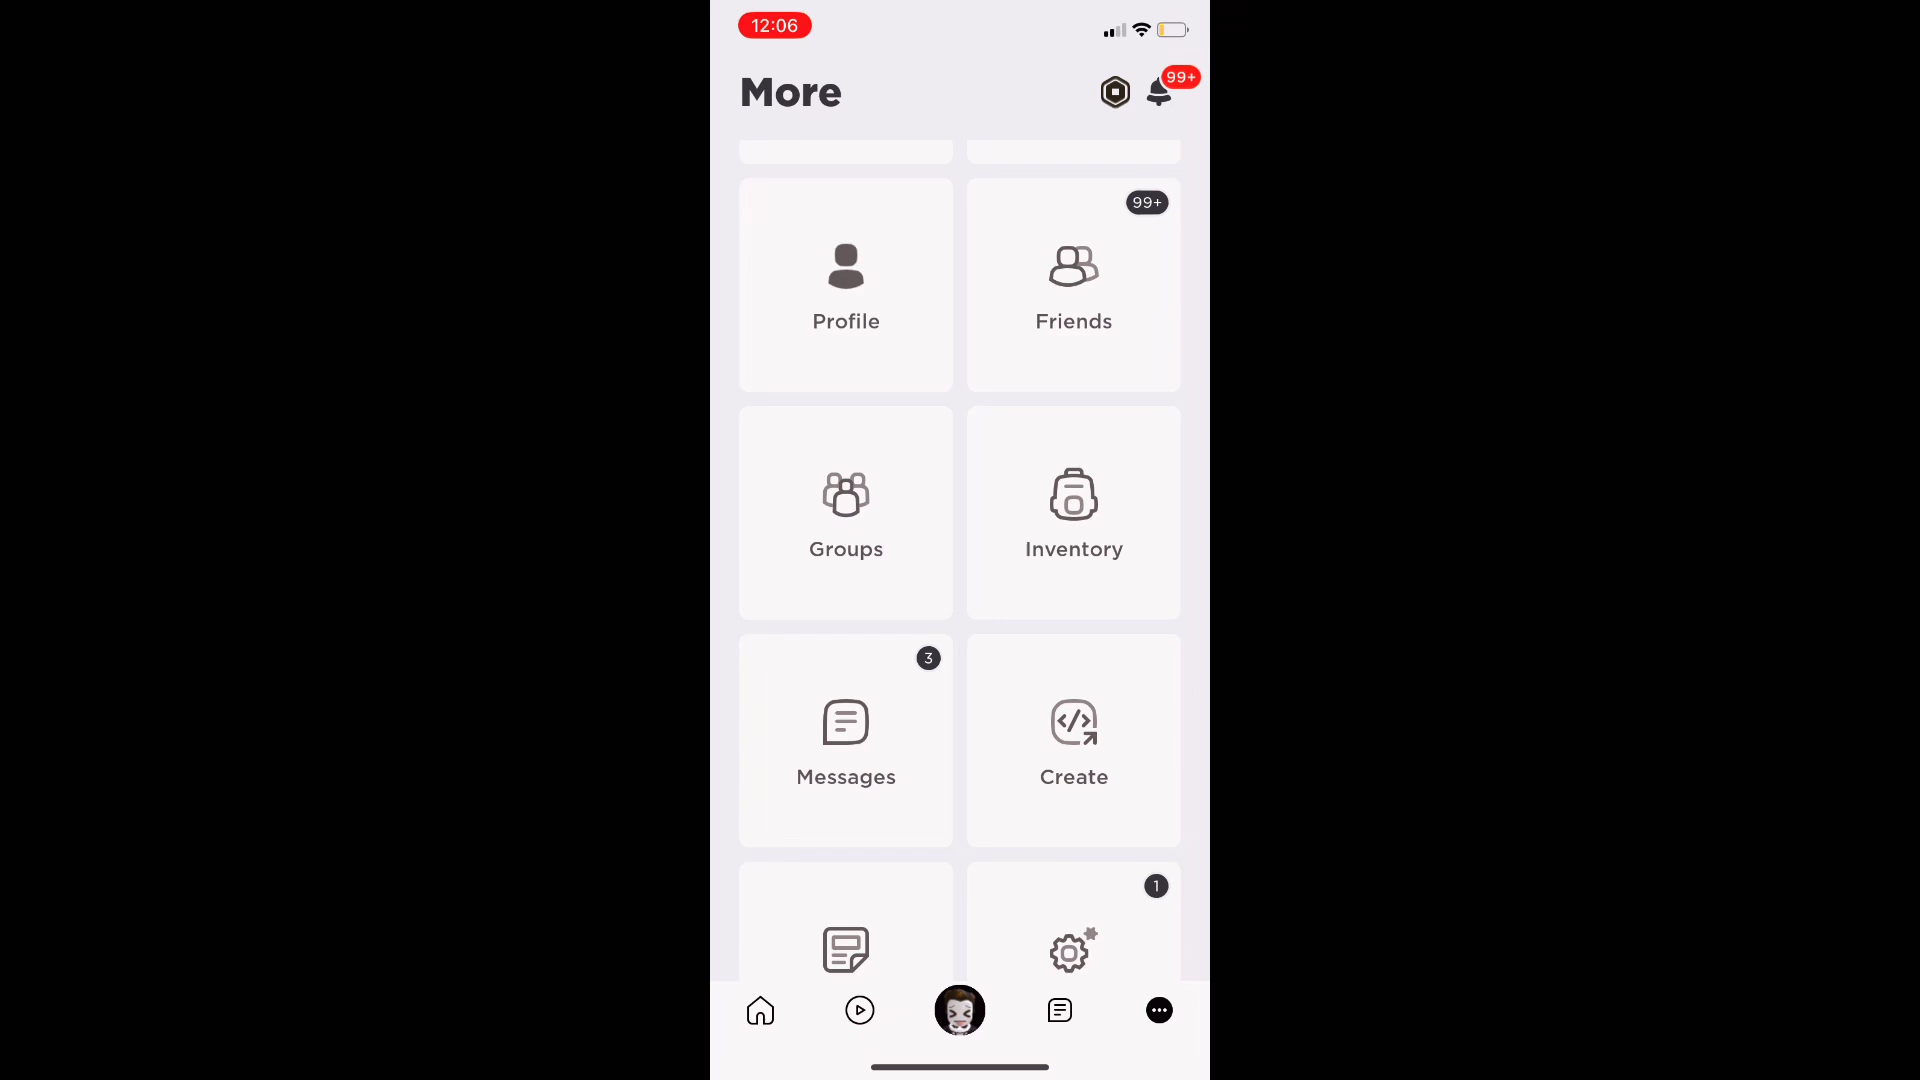 12:06
More
99+
99+
Profile
Friends
Groups
Inventory
3
Messages
Create
1